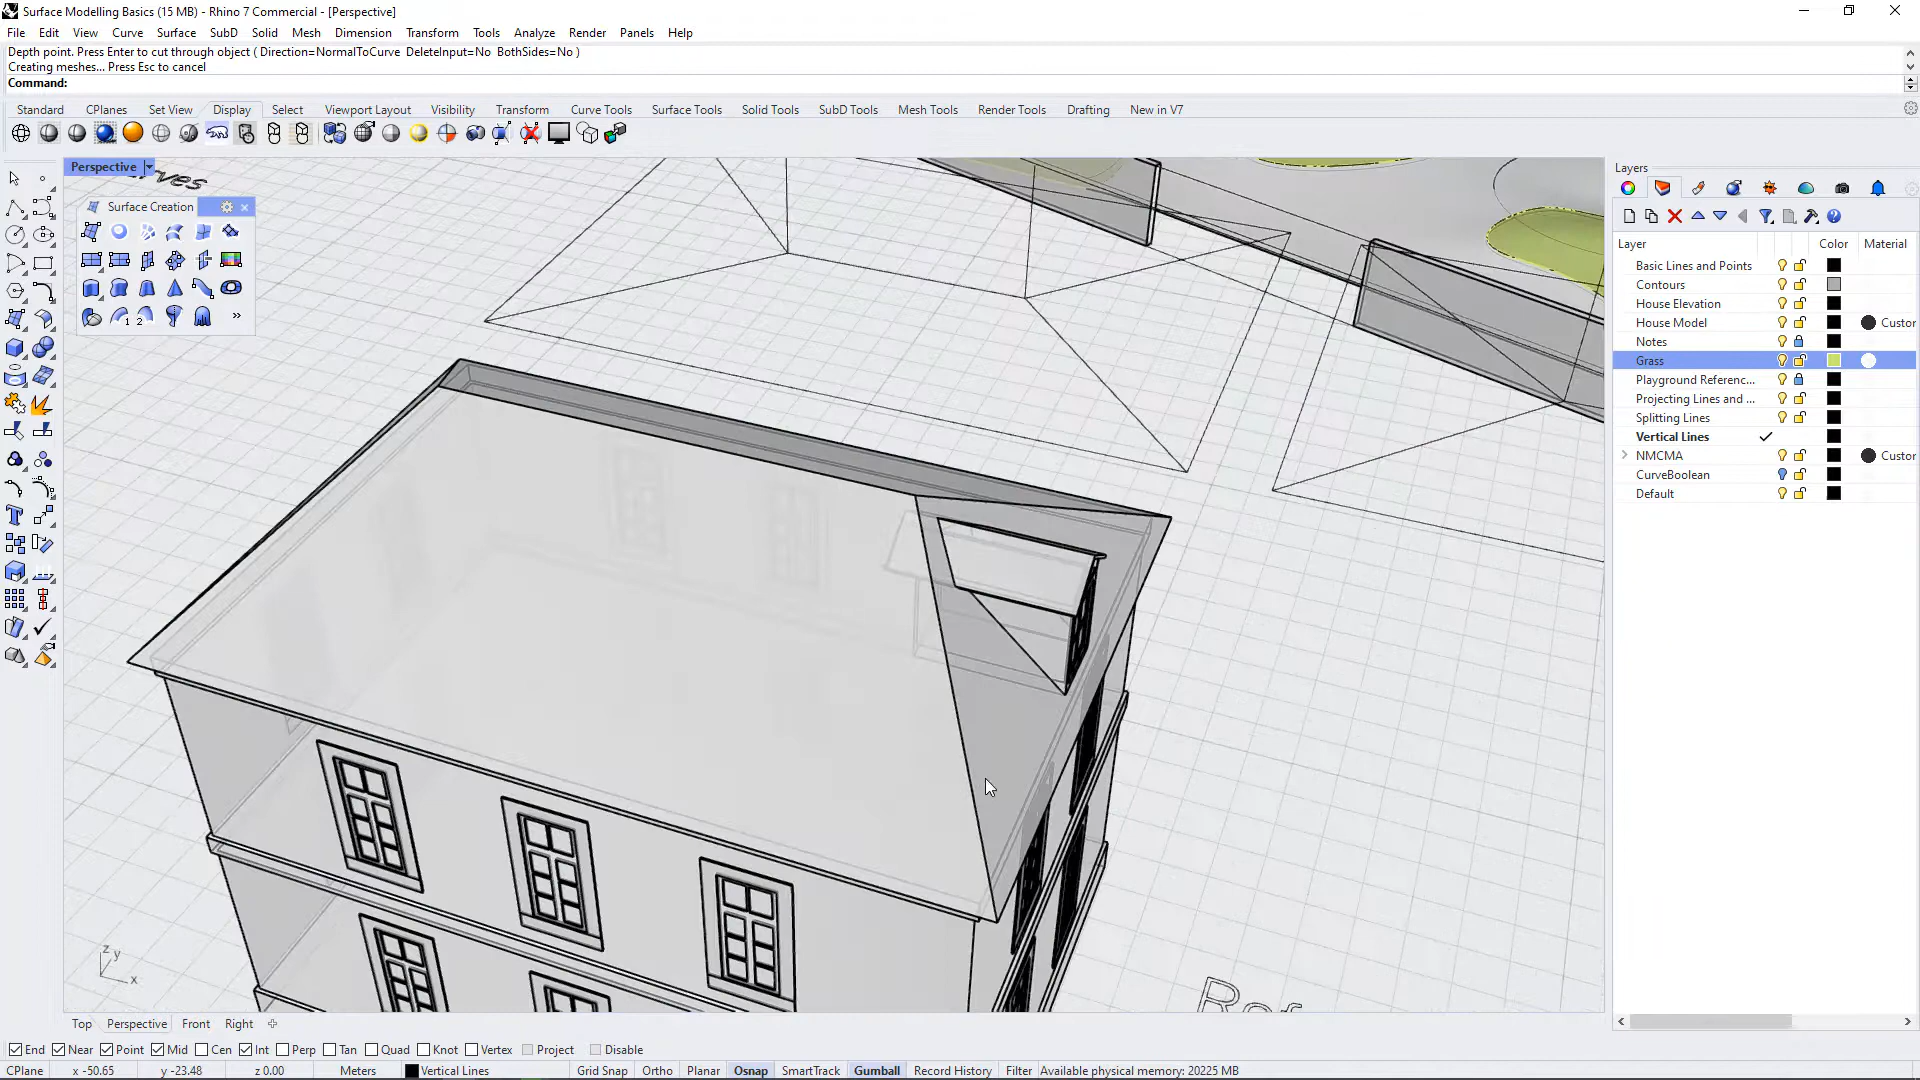 Surface Modelling Basics (15 MB) - Rhino 7 Commercial - [Perspective]
File Edit View Curve Surface SubD Solid Mesh Dimension Transform Tools Analyze Render Panels Help
Depth point. Press Enter to cut through object ( Direction=NormalToCurve DeleteInput=No BothSides=No )
Creating meshes... Press Esc to cancel
Command:
Standard CPlanes Set View Display Select Viewport Layout Visibility Transform Curve Tools Surface Tools Solid Tools SubD Tools Mesh Tools Render Tools Drafting New in V7
Perspective
Surface Creation
Layers
Layer Color Material
Basic Lines and Points
Contours
House Elevation
House Model Custor
Notes
Grass
Playground Referenc...
Projecting Lines and ...
Splitting Lines
Vertical Lines
NMCMA Custor
CurveBoolean
Default
z y
x
Top Perspective Front Right
End Near Point Mid Cen Int Perp Tan Quad Knot Vertex Project Disable
CPlane x -50.65 y -23.48 z 0.00 Meters Vertical Lines Grid Snap Ortho Planar Osnap SmartTrack Gumball Record History Filter Available physical memory: 20225 MB